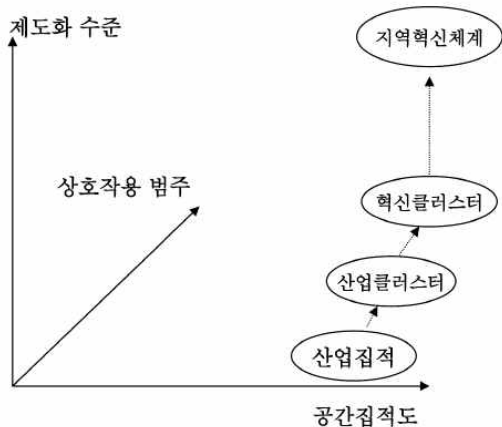 제도화 수준
지역혁신체계
상호작용 범주
혁신클러스터
산업클러스터
산업집적
공간집적도